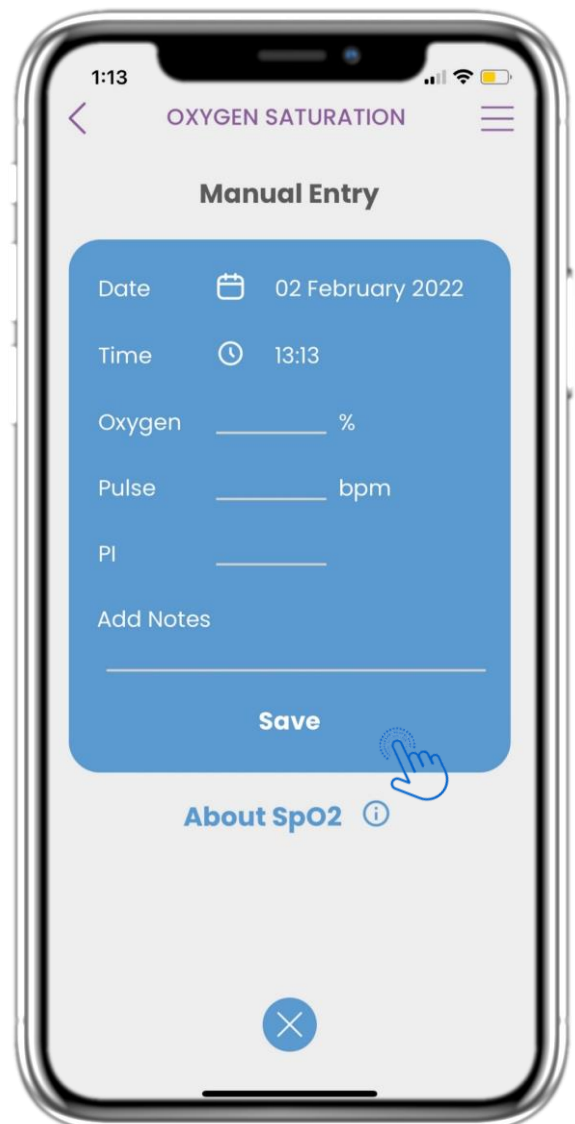 1:13
OXYGEN SATURATION
Manual Entry
Date 02 February 2022
Time 13:13
Oxygen %
Pulse bpm
PI
Add Notes
Save
About SpO2